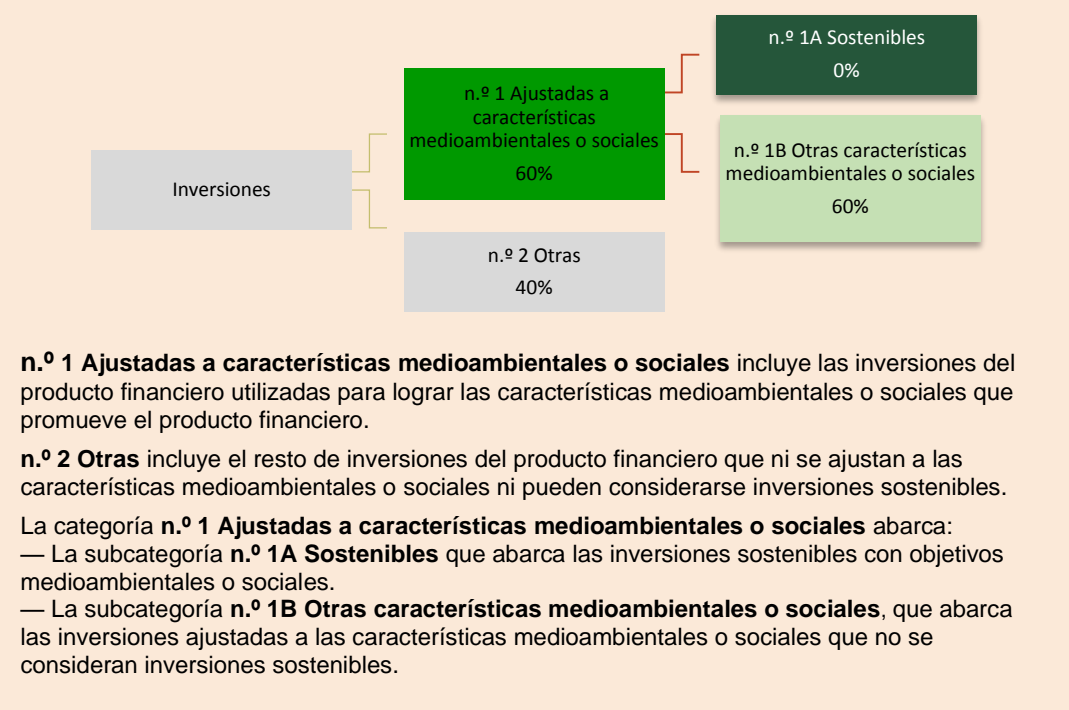 n.º 1A Sostenibles
0%
n.º 1 Ajustadas a
características
medioambientales o sociales
60%
n.º 1B Otras características
medioambientales o sociales
60%
Inversiones
n.º 2 Otras
40%
n.º 1 Ajustadas a características medioambientales o sociales incluye las inversiones del
producto financiero utilizadas para lograr las características medioambientales o sociales que
promueve el producto financiero.
n.º 2 Otras incluye el resto de inversiones del producto financiero que ni se ajustan a las
características medioambientales o sociales ni pueden considerarse inversiones sostenibles.
La categoría n.º 1 Ajustadas a características medioambientales o sociales abarca:
— La subcategoría n.º 1A Sostenibles que abarca las inversiones sostenibles con objetivos
medioambientales o sociales.
— La subcategoría n.º 1B Otras características medioambientales o sociales, que abarca
las inversiones ajustadas a las características medioambientales o sociales que no se
consideran inversiones sostenibles.